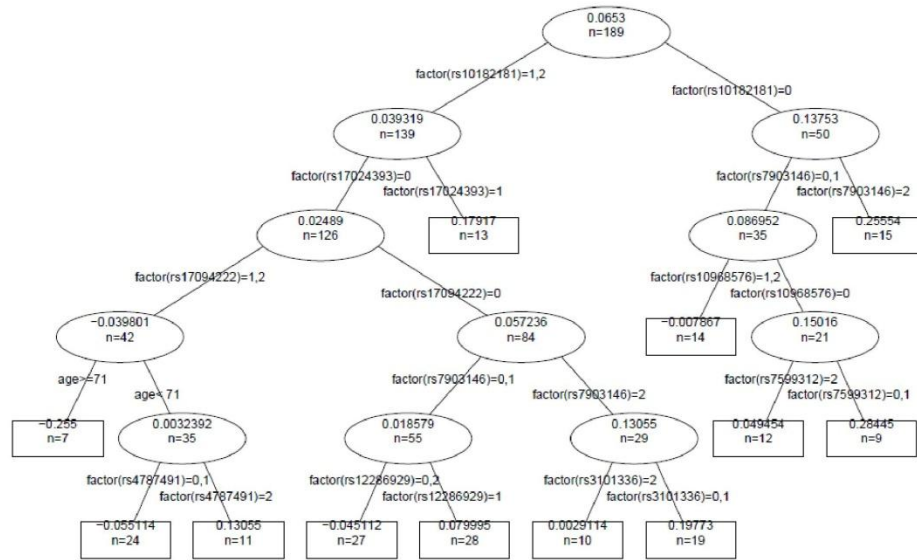 0.0653
n=189
factor(rs10182181)=1,2
factor(rs10182181)=0
0.039319
n=139
0.13753
n=50
factor(rs17024393)=0
factor(rs17024393)=1
factor(rs7903146)=0,1
factor(rs7903146)=2
0.02489
n=126
0.17917
n=13
0.086952
n=35
0.25554
n=15
factor(rs17094222)=1,2
factor(rs17094222)=0
factor(rs10968576)=1,2
factor(rs10968576)=0
−0.039801
n=42
0.057236
n=84
−0.007867
n=14
0.15016
n=21
age>=71
age< 71
factor(rs7903146)=0,1
factor(rs7903146)=2
factor(rs7599312)=2
factor(rs7599312)=0,1
−0.255
n=7
0.0032392
n=35
0.018579
n=55
0.13055
n=29
0.049454
n=12
0.28445
n=9
factor(rs4787491)=0,1
factor(rs4787491)=2
factor(rs12286929)=0,2
factor(rs12286929)=1
factor(rs3101336)=2
factor(rs3101336)=0,1
−0.055114
n=24
0.13055
n=11
−0.045112
n=27
0.079995
n=28
0.0029114
n=10
0.19773
n=19